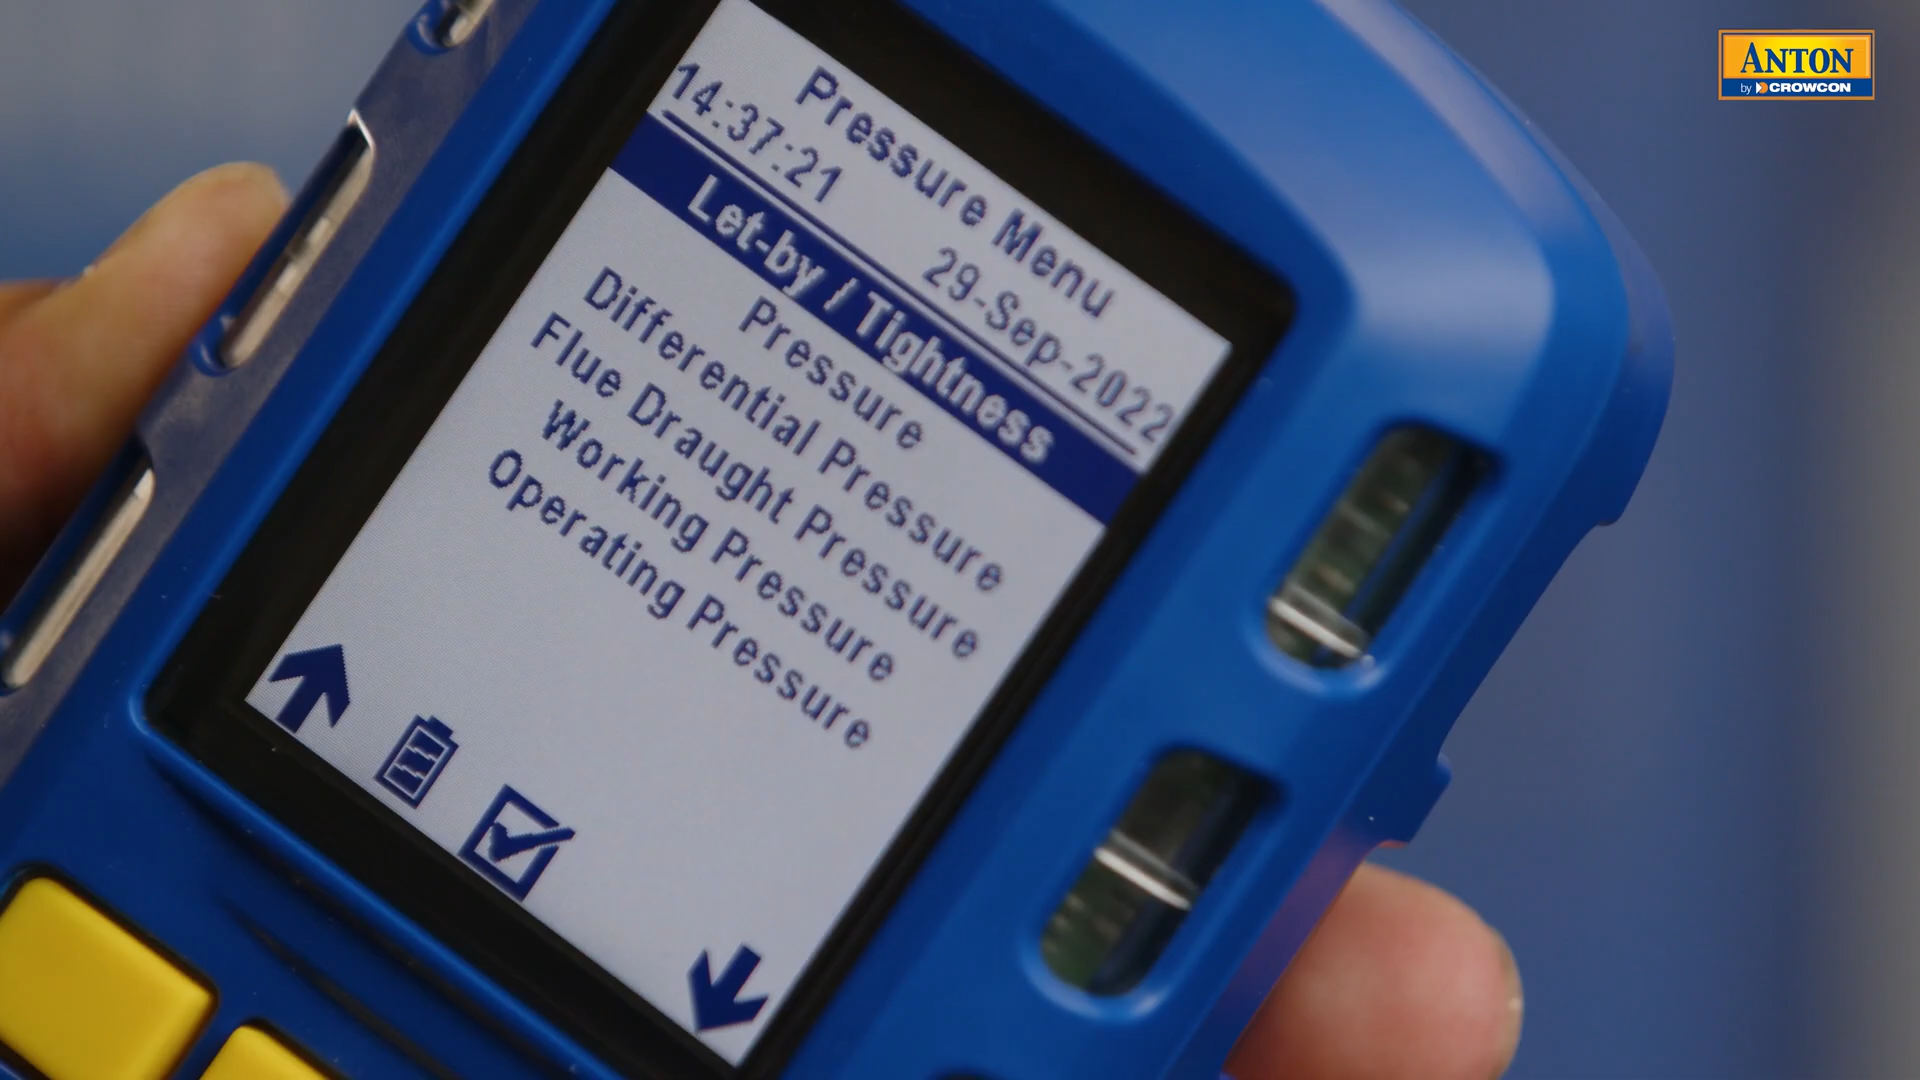 Pressure Menu
14:37:21 29-Sep-2022
Let-by / Tightness
Pressure
Differential Pressure
Flue Draught Pressure
Working Pressure
Operating Pressure
ANTON
by CROWCON